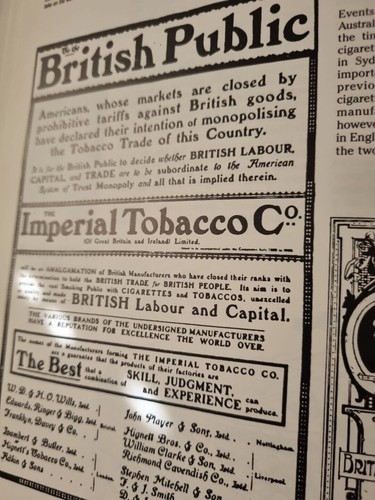 To the
British Public
Americans, whose markets are closed by
prohibitive tariffs against British goods,
have declared their intention of monopolising
the Tobacco Trade of this Country.
It is for the British Public to decide whether BRITISH LABOUR,
CAPITAL, and TRADE are to be subordinate to the American
System of Trust Monopoly and all that is implied therein.
THE
Imperial Tobacco Co.
(Of Great Britain and Ireland) Limited.
AMALGAMATION of British Manufacturers who have closed their ranks with
to hold the BRITISH TRADE for BRITISH PEOPLE. Its aim is to
the vast Smoking Public with CIGARETTES and TOBACCOS, unexcelled
made by means of BRITISH Labour and Capital.
THE VARIOUS BRANDS OF THE UNDERSIGNED MANUFACTURERS
HAVE A REPUTATION FOR EXCELLENCE THE WORLD OVER.
The names of the Manufacturers forming THE IMPERIAL TOBACCO CO.
are a guarantee that the products of their factories are
The Best that a combination of SKILL, JUDGMENT, and EXPERIENCE can produce.
W. D. & H. O. Wills, Ltd.
Edwards, Ringer & Bigg, Ltd. Bristol.
Franklyn, Davey & Co.
Lambert & Butler, Ltd.
Hignett's Tobacco Co., Ltd. London.
Adkin & Sons
John Player & Sons, Ltd. Nottingham.
Hignett Bros. & Co., Ltd.
William Clarke & Son, Ltd. Liverpool.
Richmond Cavendish Co., Ltd.
Stephen Mitchell & Son
F. & J. Smith
D. &
Events
Austral
the tin
cigaret
in Syd
importe
previo
cigaret
manuf
howeve
in Engl
the two
BRIT